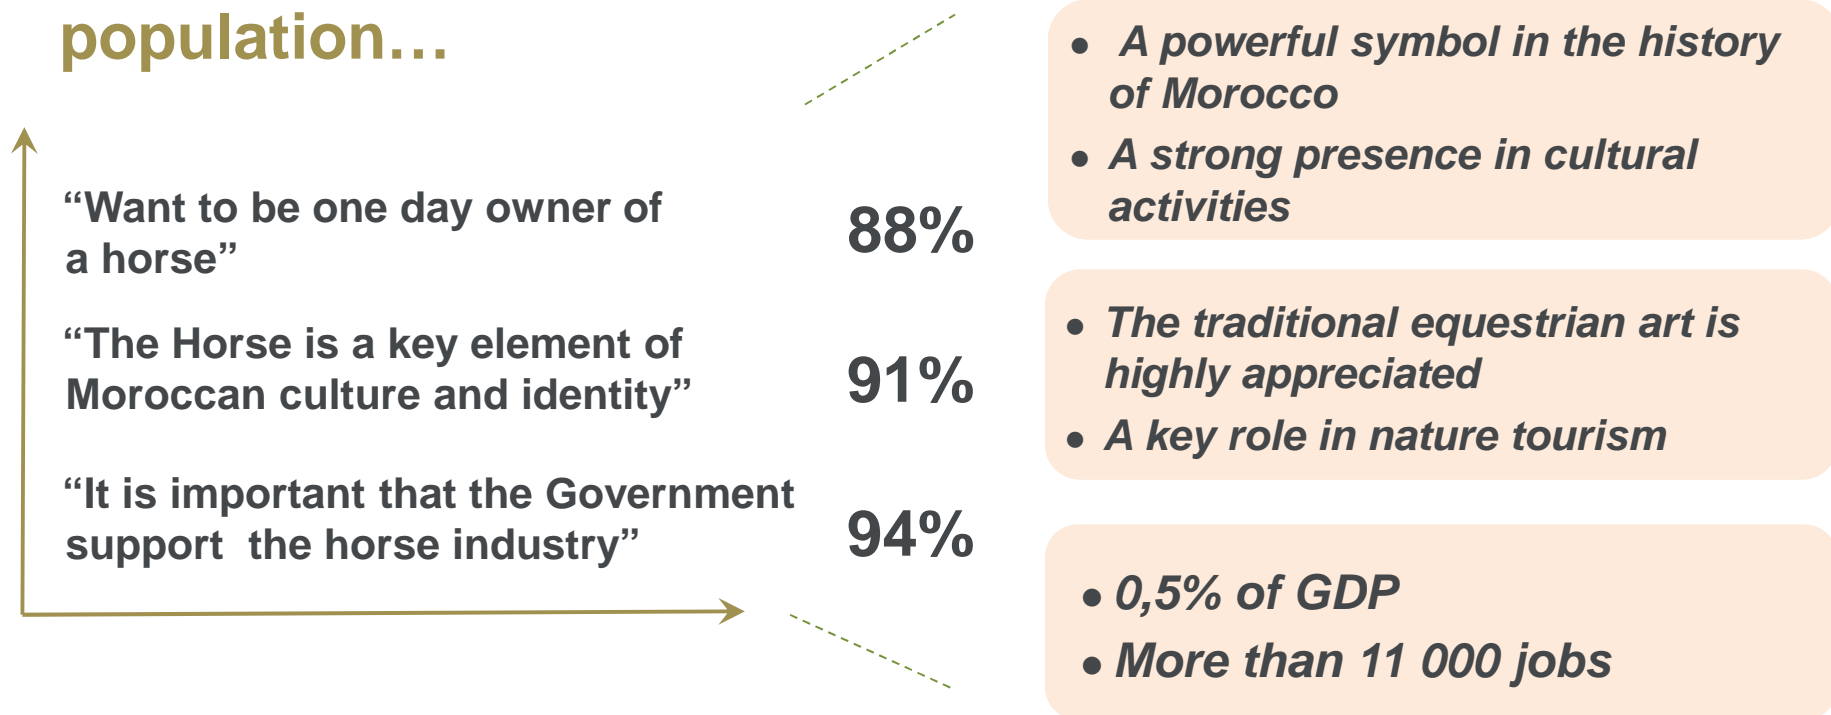 population…
“Want to be one day owner of
a horse”
88%
“The Horse is a key element of
Moroccan culture and identity”
91%
“It is important that the Government
support  the horse industry”
94%
● A powerful symbol in the history
of Morocco
● A strong presence in cultural
activities
● The traditional equestrian art is
highly appreciated
● A key role in nature tourism
● 0,5% of GDP
● More than 11 000 jobs